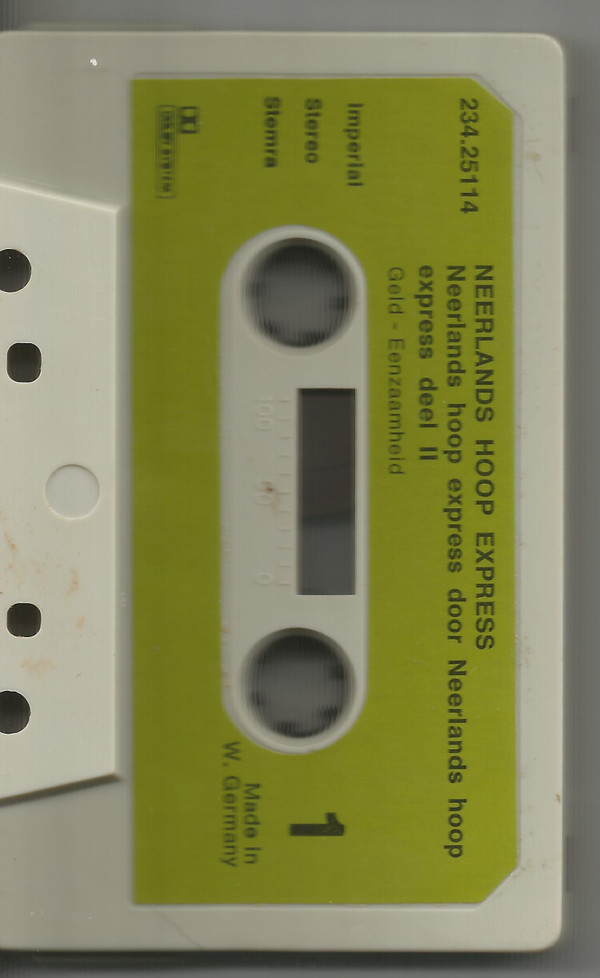 234.25114
NEERLANDS HOOP EXPRESS
Neerlands hoop express door Neerlands hoop
express deel II
Geld - Eenzaamheid
Imperial
Stereo
Stemra
100
0
1
Made in
W. Germany